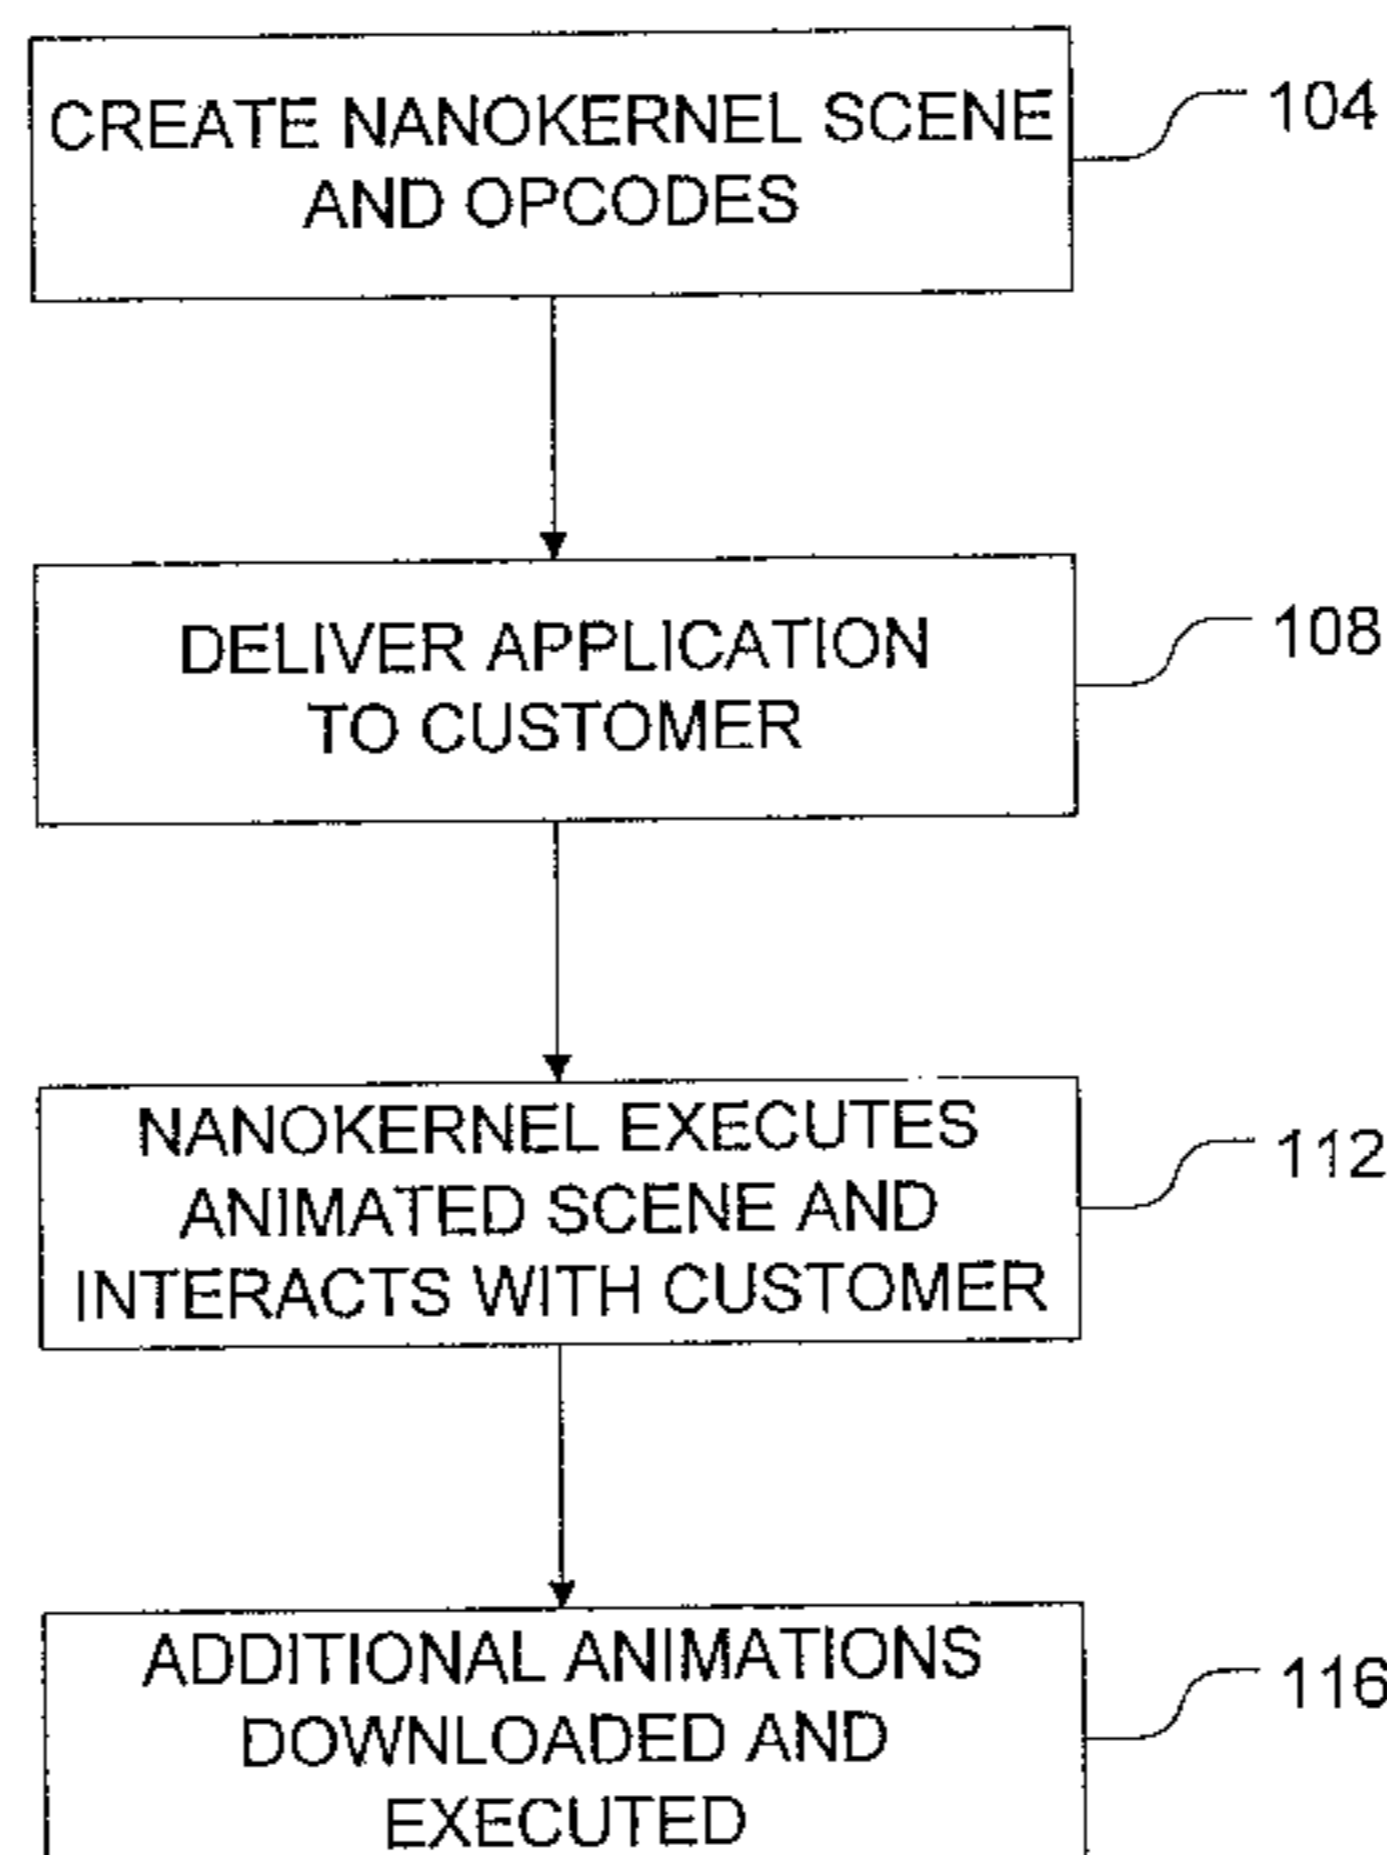 CREATE NANOKERNEL SCENE
AND OPCODES
104
DELIVER APPLICATION
TO CUSTOMER
108
NANOKERNEL EXECUTES
ANIMATED SCENE AND
INTERACTS WITH CUSTOMER
112
ADDITIONAL ANIMATIONS
DOWNLOADED AND
EXECUTED
116